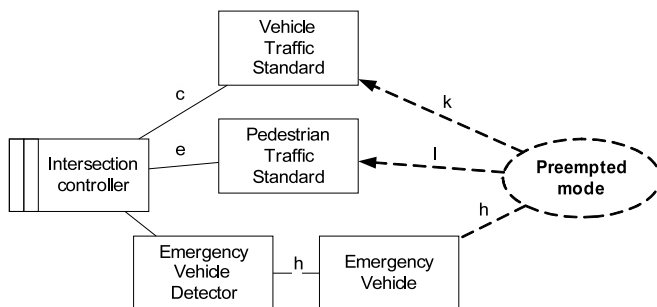 Vehicle
Traffic
Standard
c
k
Pedestrian
Traffic
Standard
e
l
Intersection
controller
Preempted
mode
h
Emergency
Vehicle
Detector
h
Emergency
Vehicle